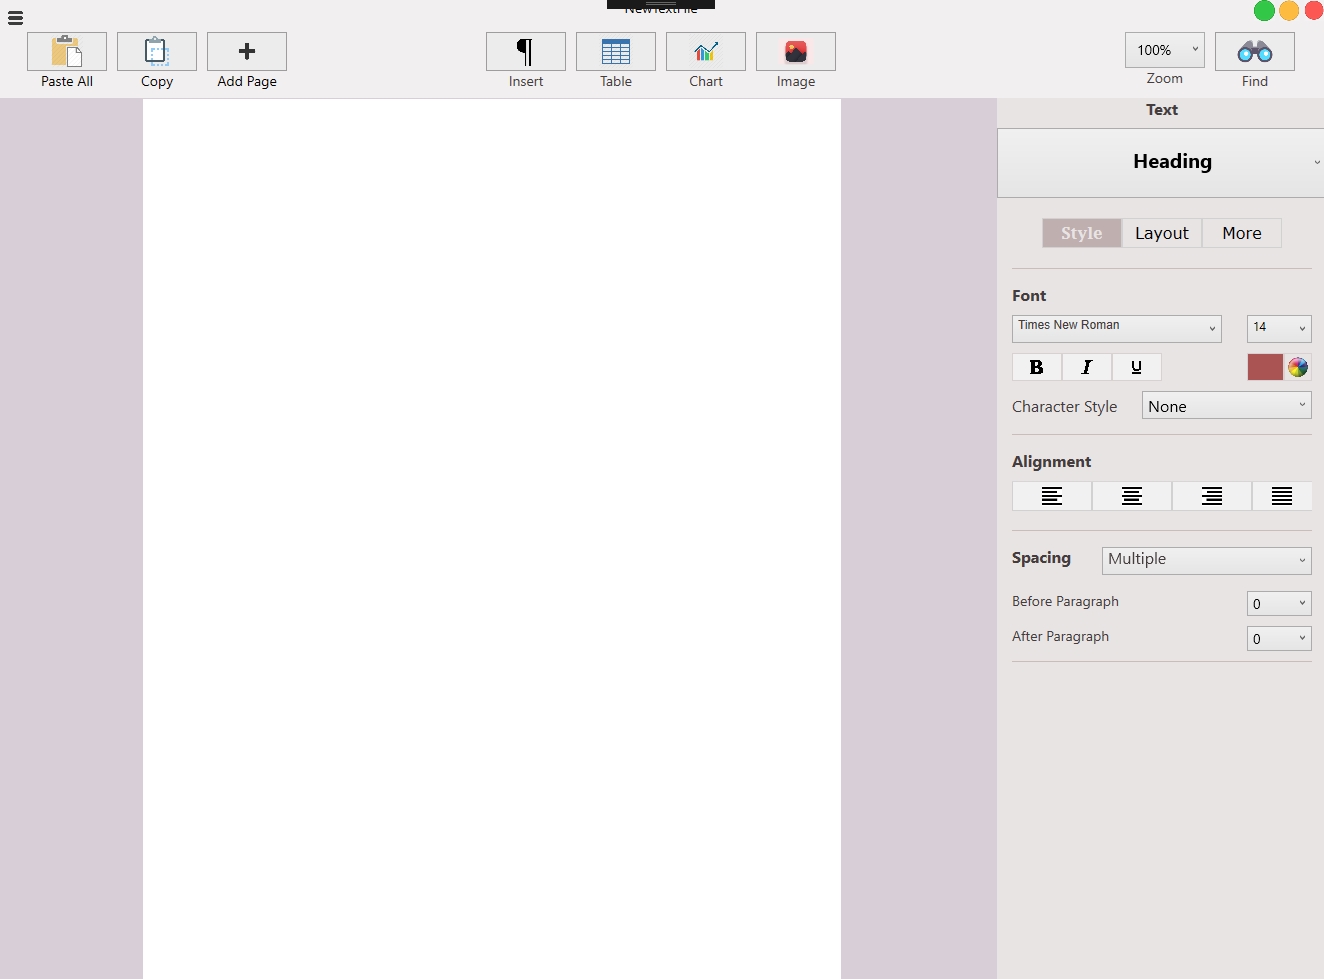 NewTextFile
Paste All
Copy
Add Page
Insert
Table
Chart
Image
100%
Zoom
Find
Text
Heading
Style
Layout
More
Font
Times New Roman
14
B
I
U
Character Style
None
Alignment
Spacing
Multiple
Before Paragraph
0
After Paragraph
0